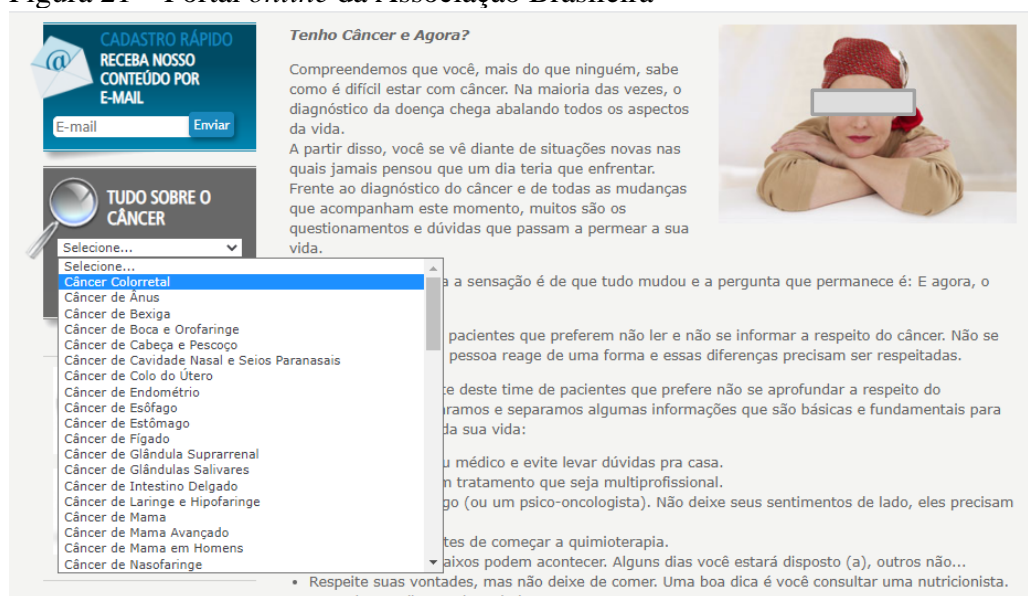 Figura 21 – Portal online da Associação Brasileira
CADASTRO RÁPIDO
RECEBA NOSSO
CONTEÚDO POR
E-MAIL
E-mail
Enviar
TUDO SOBRE O
CÂNCER
Selecione...
Selecione...
Câncer Colorretal
Câncer de Ânus
Câncer de Bexiga
Câncer de Boca e Orofaringe
Câncer de Cabeça e Pescoço
Câncer de Cavidade Nasal e Seios Paranasais
Câncer de Colo do Útero
Câncer de Endométrio
Câncer de Esôfago
Câncer de Estômago
Câncer de Fígado
Câncer de Glândula Suprarrenal
Câncer de Glândulas Salivares
Câncer de Intestino Delgado
Câncer de Laringe e Hipofaringe
Câncer de Mama
Câncer de Mama Avançado
Câncer de Mama em Homens
Câncer de Nasofaringe
Tenho Câncer e Agora?
Compreendemos que você, mais do que ninguém, sabe
como é difícil estar com câncer. Na maioria das vezes, o
diagnóstico da doença chega abalando todos os aspectos
da vida.
A partir disso, você se vê diante de situações novas nas
quais jamais pensou que um dia teria que enfrentar.
Frente ao diagnóstico do câncer e de todas as mudanças
que acompanham este momento, muitos são os
questionamentos e dúvidas que passam a permear a sua
vida.
a a sensação é de que tudo mudou e a pergunta que permanece é: E agora, o
pacientes que preferem não ler e não se informar a respeito do câncer. Não se
pessoa reage de uma forma e essas diferenças precisam ser respeitadas.
te deste time de pacientes que prefere não se aprofundar a respeito do
aramos e separamos algumas informações que são básicas e fundamentais para
da sua vida:
u médico e evite levar dúvidas pra casa.
tratamento que seja multiprofissional.
go (ou um psico-oncologista). Não deixe seus sentimentos de lado, eles precisam
tes de começar a quimioterapia.
aixos podem acontecer. Alguns dias você estará disposto (a), outros não...
• Respeite suas vontades, mas não deixe de comer. Uma boa dica é você consultar uma nutricionista.